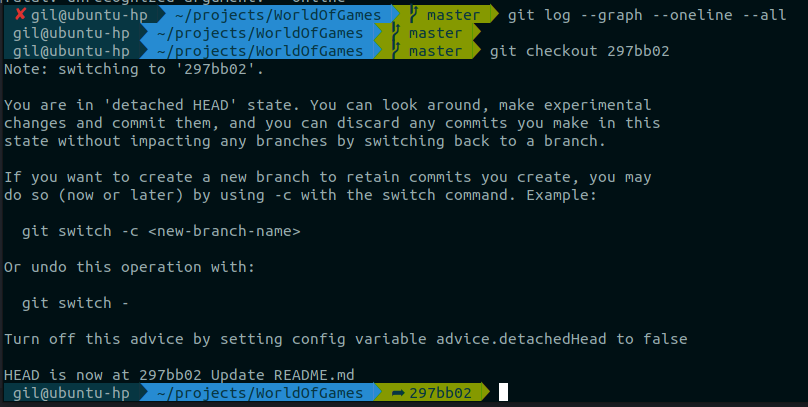 ✘ gil@ubuntu-hp ~/projects/WorldOfGames master git log --graph --oneline --all
gil@ubuntu-hp ~/projects/WorldOfGames master
gil@ubuntu-hp ~/projects/WorldOfGames master git checkout 297bb02
Note: switching to '297bb02'.
You are in 'detached HEAD' state. You can look around, make experimental
changes and commit them, and you can discard any commits you make in this
state without impacting any branches by switching back to a branch.
If you want to create a new branch to retain commits you create, you may
do so (now or later) by using -c with the switch command. Example:
git switch -c <new-branch-name>
Or undo this operation with:
git switch -
Turn off this advice by setting config variable advice.detachedHead to false
HEAD is now at 297bb02 Update README.md
gil@ubuntu-hp ~/projects/WorldOfGames ➦ 297bb02